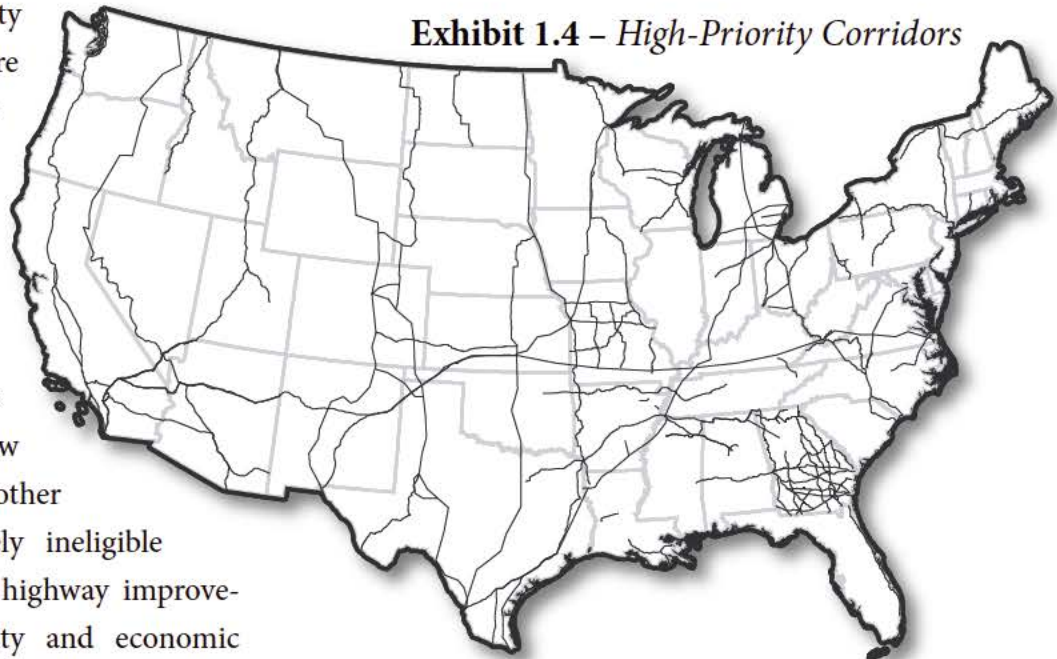 Exhibit 1.4 – High-Priority Corridors
ty
re
w
other
ly ineligible
highway improve-
ty and economic